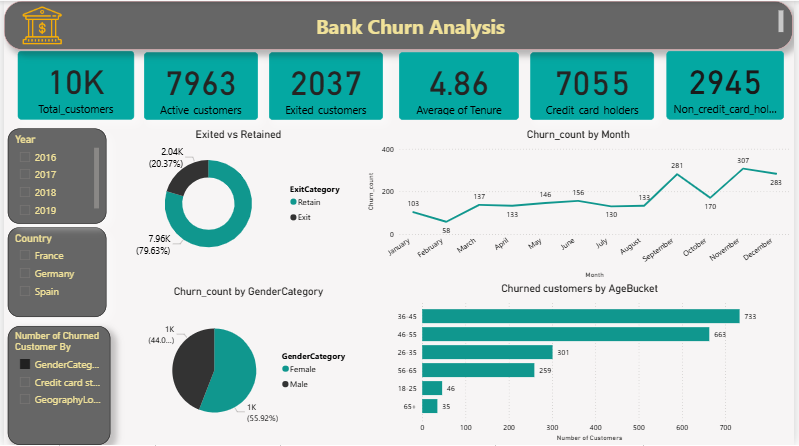 Bank Churn Analysis
10K
Total_customers
7963
Active customers
2037
Exited customers
4.86
Average of Tenure
7055
Credit card holders
2945
Non_credit_card_hol...
Year
2016
2017
2018
2019
Country
France
Germany
Spain
Number of Churned
Customer By
GenderCateg...
Credit card st...
GeographyLo...
Exited vs Retained
2.04K
(20.37%)
7.96K
(79.63%)
ExitCategory
Retain
Exit
Churn_count by Month
Churn_count
400
200
0
103
58
137
133
146
156
130
133
281
170
307
283
January
February
March
April
May
June
July
August
September
October
November
December
Month
Churn_count by GenderCategory
1K
(44.0...)
1K
(55.92%)
GenderCategory
Female
Male
Churned customers by AgeBucket
36-45
733
46-55
663
26-35
301
56-65
259
18-25
46
65+
35
0
100
200
300
400
500
600
700
Number of Customers